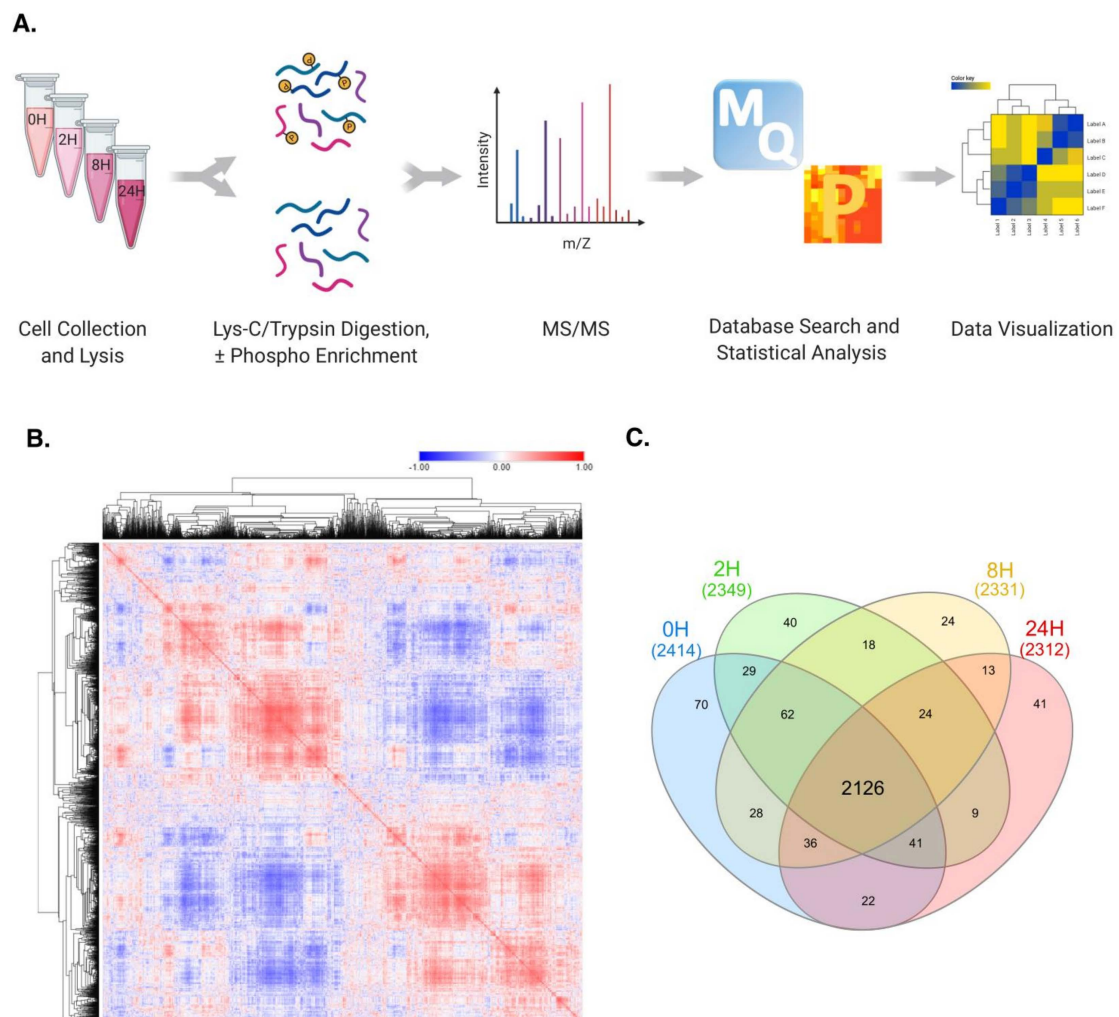 A.
0H
2H
8H
24H
P
P
P
P
P
Intensity
m/Z
M
Q
P
Color key
Label A
Label B
Label C
Label D
Label E
Label F
Label 1
Label 2
Label 3
Label 4
Label 5
Label 6
Cell Collection
and Lysis
Lys-C/Trypsin Digestion,
± Phospho Enrichment
MS/MS
Database Search and
Statistical Analysis
Data Visualization
B.
-1.00 0.00 1.00
C.
2H
(2349)
8H
(2331)
0H
(2414)
24H
(2312)
40
24
18
29
13
70
62
24
41
2126
28
9
36
41
22